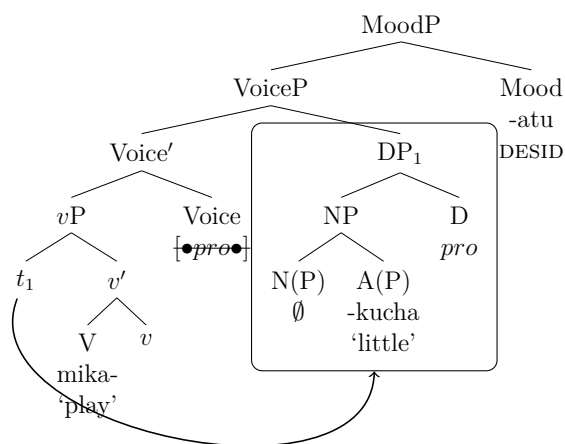 MoodP
VoiceP Mood
-atu
DESID
Voice′ DP₁
vP Voice NP D
[●pro●] pro
t₁ v′ N(P) A(P)
∅ -kucha
‘little’
V v
mika-
‘play’